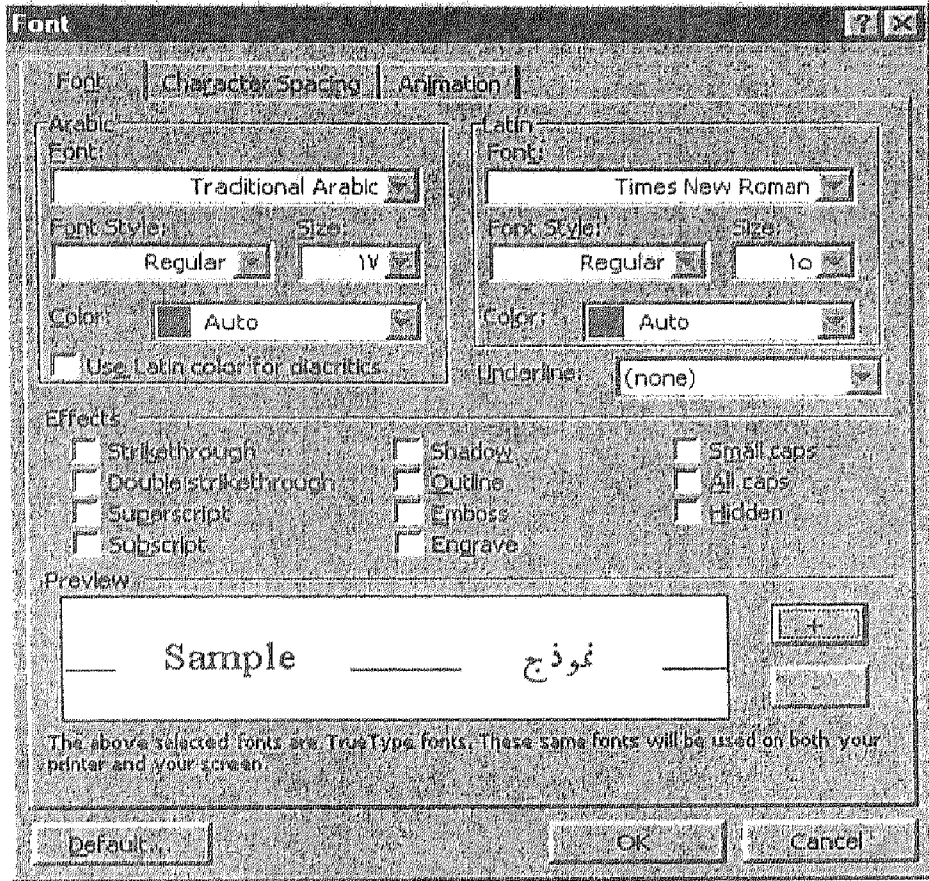 Font
Font Character Spacing Animation
Arabic
Font:
Traditional Arabic
Font Style: Size:
Regular ١٧
Color: Auto
Use Latin color for diacritics
Latin
Font:
Times New Roman
Font Style: Size:
Regular ١٥
Color: Auto
Underline: (none)
Effects
Strikethrough Shadow Small caps
Double strikethrough Outline All caps
Superscript Emboss Hidden
Subscript Engrave
Preview
Sample نموذج
+
-
The above selected fonts are TrueType fonts. These same fonts will be used on both your
printer and your screen.
Default... OK Cancel